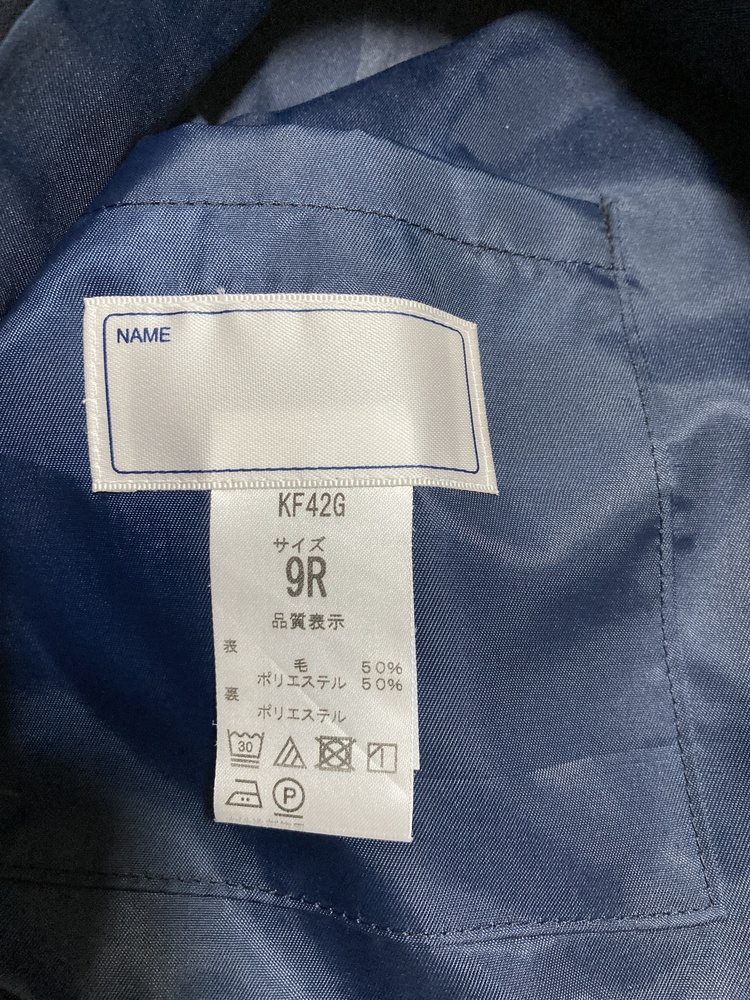 NAME
KF42G
サイズ
9R
品質表示
表
毛 50%
ポリエステル 50%
裏
ポリエステル
30
P